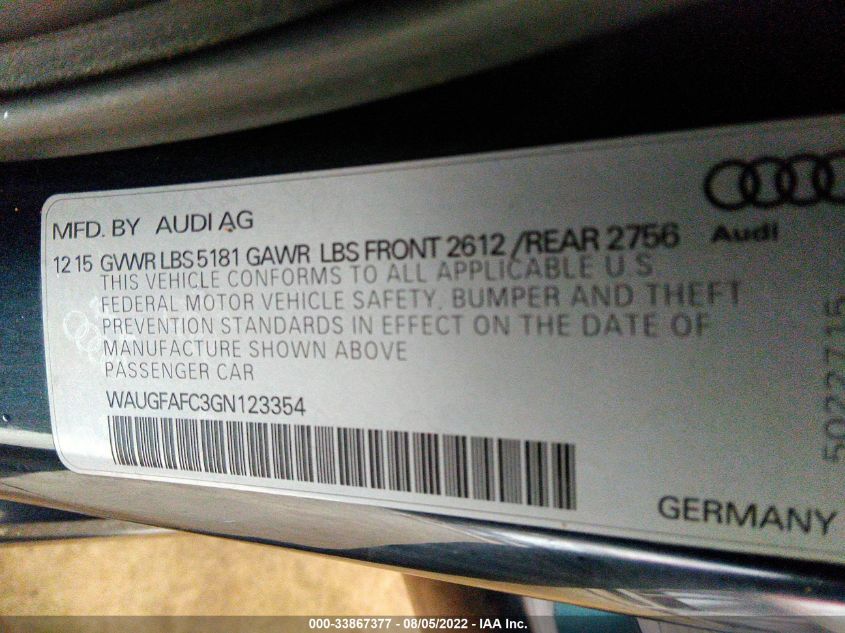 MFD. BY AUDI AG
Audi
12 15 GVWR LBS 5181 GAWR LBS FRONT 2612 /REAR 2756
THIS VEHICLE CONFORMS TO ALL APPLICABLE U.S
FEDERAL MOTOR VEHICLE SAFETY, BUMPER AND THEFT
PREVENTION STANDARDS IN EFFECT ON THE DATE OF
MANUFACTURE SHOWN ABOVE
PASSENGER CAR
WAUGFAFC3GN123354
5022715
GERMANY
000-33867377 - 08/05/2022 - IAA Inc.